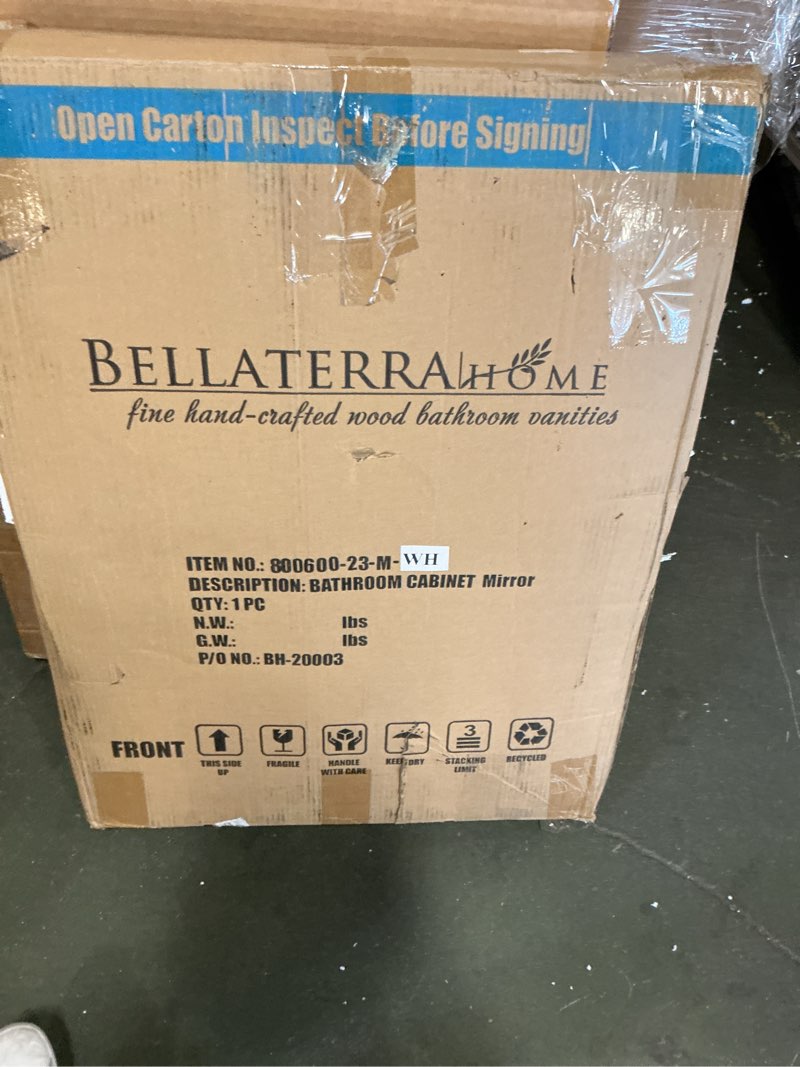 Open Carton Inspect Before Signing
BELLATERRA HOME
fine hand-crafted wood bathroom vanities
ITEM NO.: 800600-23-M-WH
DESCRIPTION: BATHROOM CABINET Mirror
QTY: 1 PC
N.W.: lbs
G.W.: lbs
P/O NO.: BH-20003
FRONT
THIS SIDE UP
FRAGILE
HANDLE WITH CARE
KEEP DRY
3
STACKING LIMIT
RECYCLED